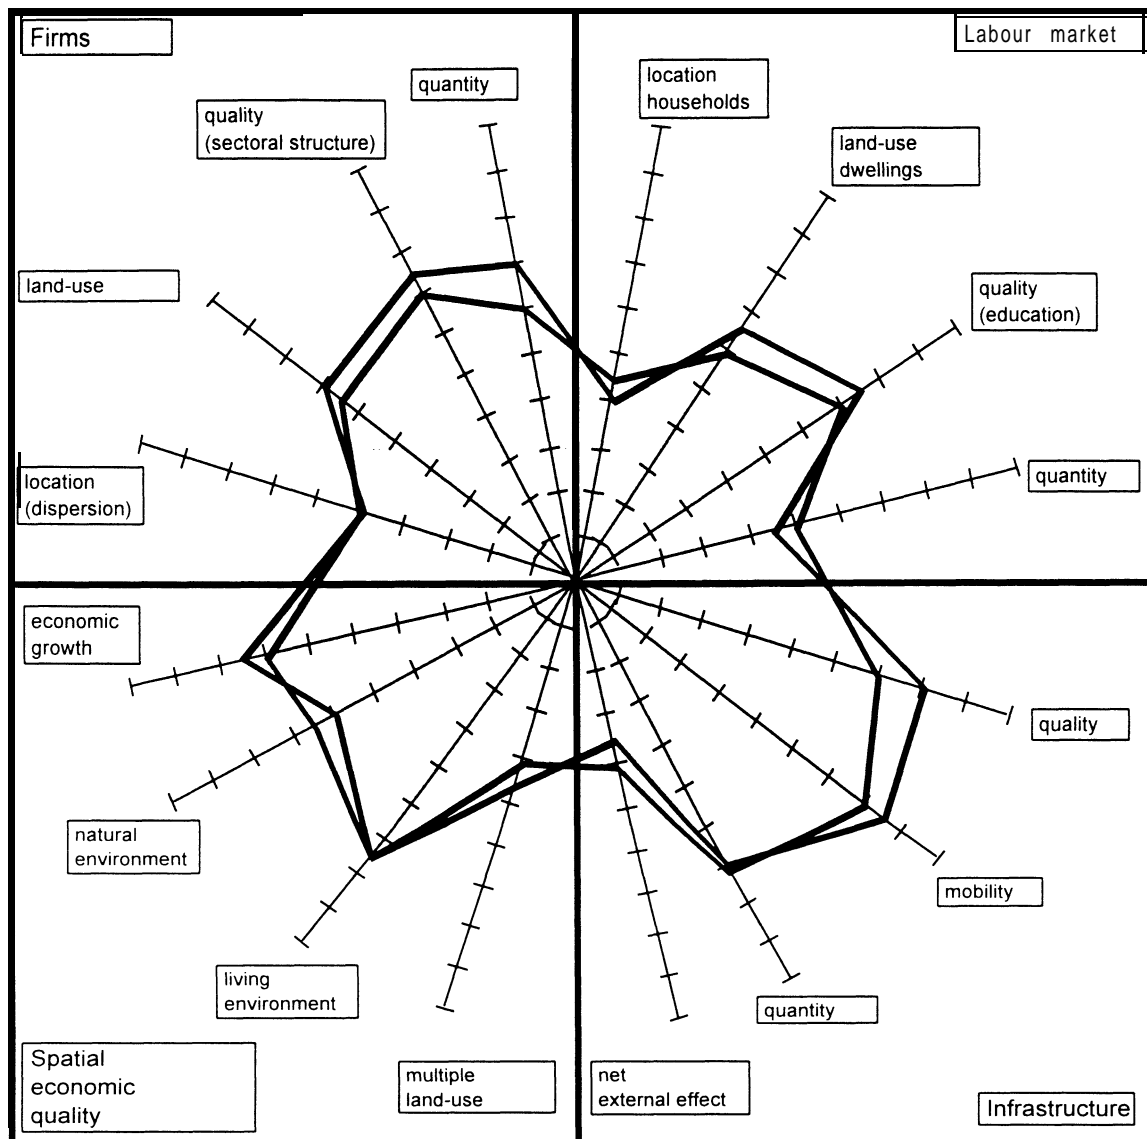 Firms
Labour market
quantity
location
households
quality
(sectoral structure)
land-use
dwellings
land-use
quality
(education)
location
(dispersion)
quantity
economic
growth
quality
natural
environment
mobility
living
environment
quantity
Spatial
economic
quality
multiple
land-use
net
external effect
Infrastructure